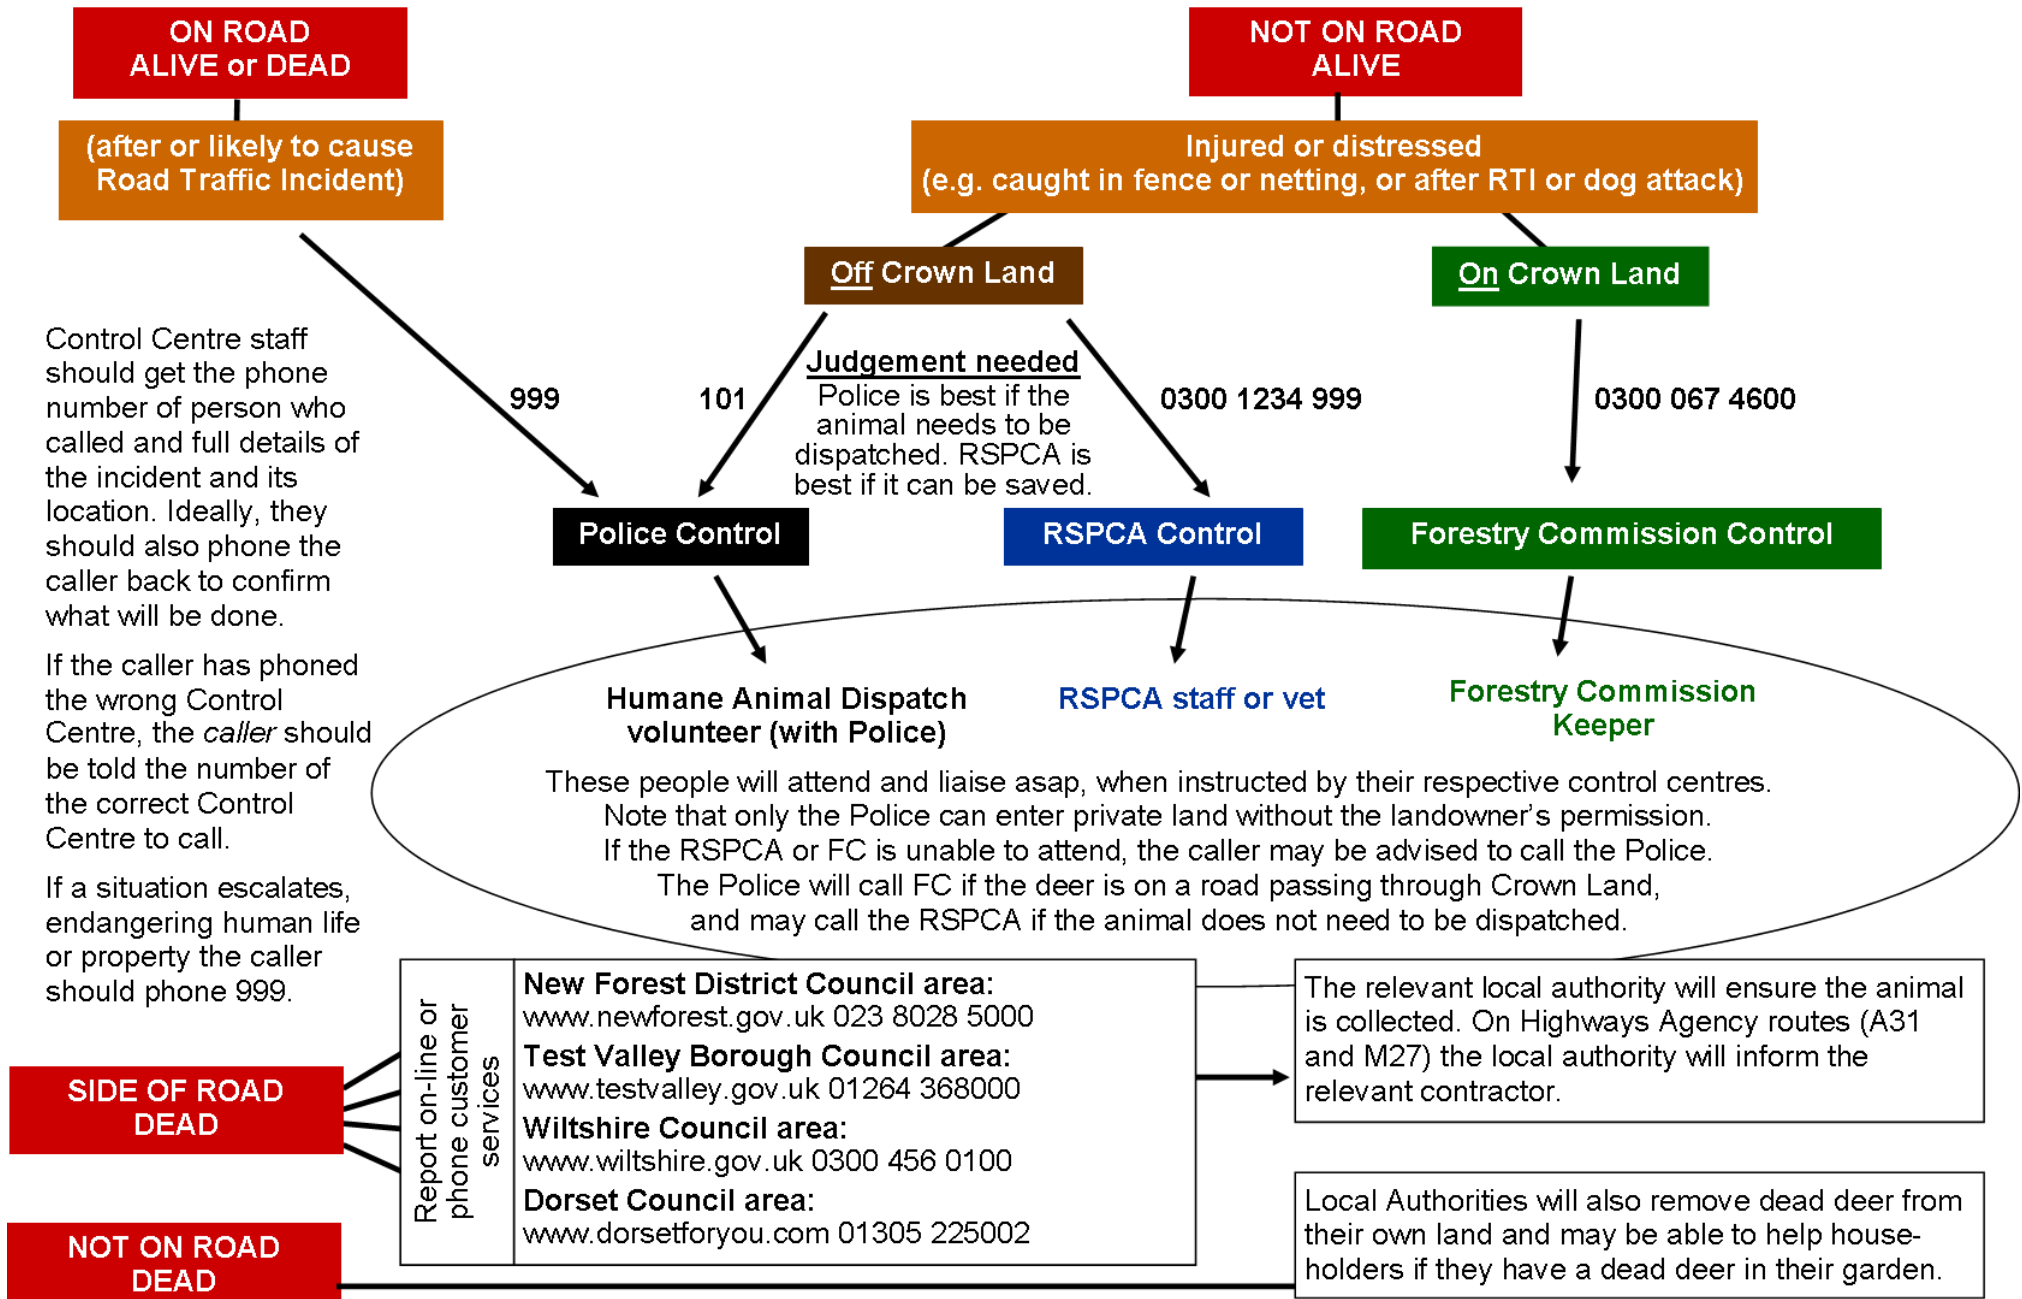 ON ROAD
ALIVE or DEAD
(after or likely to cause
Road Traffic Incident)
NOT ON ROAD
ALIVE
Injured or distressed
(e.g. caught in fence or netting, or after RTI or dog attack)
Off Crown Land
On Crown Land
999
101
Judgement needed
Police is best if the
animal needs to be
dispatched. RSPCA is
best if it can be saved.
0300 1234 999
0300 067 4600
Police Control
RSPCA Control
Forestry Commission Control
Control Centre staff
should get the phone
number of person who
called and full details of
the incident and its
location. Ideally, they
should also phone the
caller back to confirm
what will be done.
If the caller has phoned
the wrong Control
Centre, the caller should
be told the number of
the correct Control
Centre to call.
If a situation escalates,
endangering human life
or property the caller
should phone 999.
Humane Animal Dispatch
volunteer (with Police)
RSPCA staff or vet
Forestry Commission
Keeper
These people will attend and liaise asap, when instructed by their respective control centres.
Note that only the Police can enter private land without the landowner's permission.
If the RSPCA or FC is unable to attend, the caller may be advised to call the Police.
The Police will call FC if the deer is on a road passing through Crown Land,
and may call the RSPCA if the animal does not need to be dispatched.
SIDE OF ROAD
DEAD
Report on-line or
phone customer
services
New Forest District Council area:
www.newforest.gov.uk 023 8028 5000
Test Valley Borough Council area:
www.testvalley.gov.uk 01264 368000
Wiltshire Council area:
www.wiltshire.gov.uk 0300 456 0100
Dorset Council area:
www.dorsetforyou.com 01305 225002
The relevant local authority will ensure the animal
is collected. On Highways Agency routes (A31
and M27) the local authority will inform the
relevant contractor.
NOT ON ROAD
DEAD
Local Authorities will also remove dead deer from
their own land and may be able to help house-
holders if they have a dead deer in their garden.